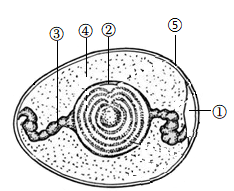 ③ ④ ② ⑤
①